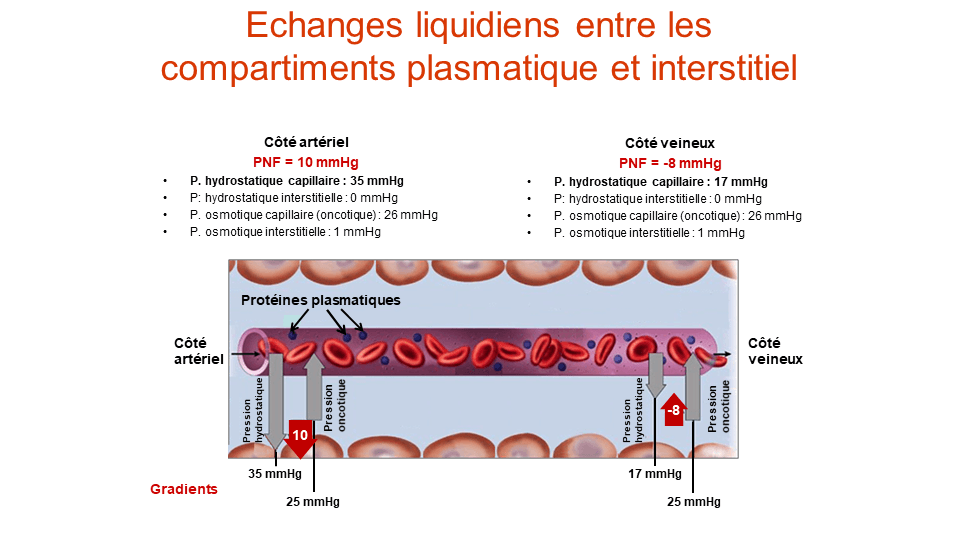 Echanges liquidiens entre les
compartiments plasmatique et interstitiel
Côté artériel
PNF = 10 mmHg
• P. hydrostatique capillaire : 35 mmHg
• P: hydrostatique interstitielle : 0 mmHg
• P. osmotique capillaire (oncotique) : 26 mmHg
• P. osmotique interstitielle : 1 mmHg
Côté veineux
PNF = -8 mmHg
• P. hydrostatique capillaire : 17 mmHg
• P: hydrostatique interstitielle : 0 mmHg
• P. osmotique capillaire (oncotique) : 26 mmHg
• P. osmotique interstitielle : 1 mmHg
Protéines plasmatiques
Côté
artériel
Côté
veineux
Pression
hydrostatique
10
Pression
oncotique
Pression
hydrostatique
-8
Pression
oncotique
35 mmHg
17 mmHg
Gradients
25 mmHg
25 mmHg